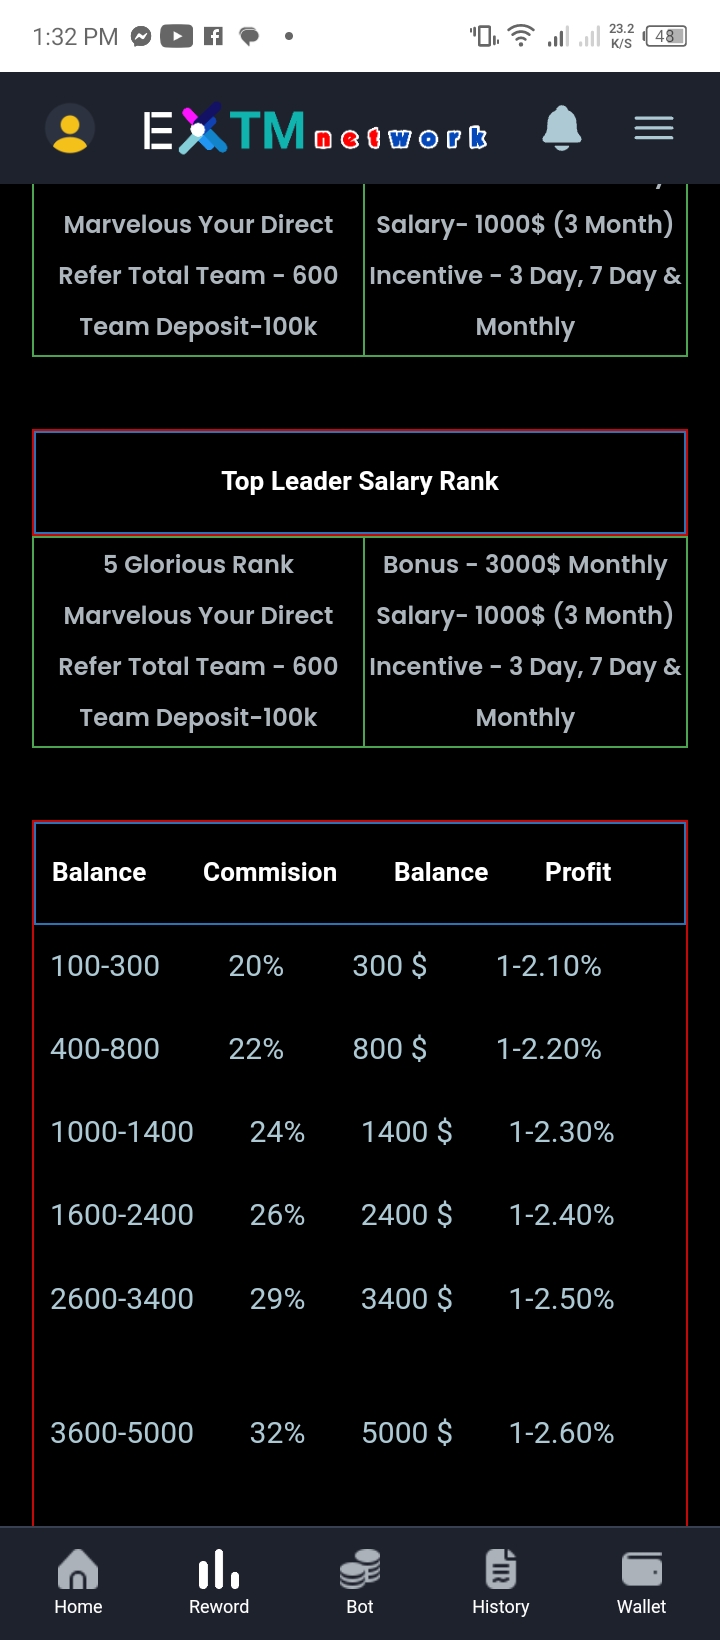 1:32 PM
23.2
K/S
48
EXTM network
Marvelous Your Direct
Refer Total Team - 600
Team Deposit-100k
Salary- 1000$ (3 Month)
Incentive - 3 Day, 7 Day &
Monthly
Top Leader Salary Rank
5 Glorious Rank
Marvelous Your Direct
Refer Total Team - 600
Team Deposit-100k
Bonus - 3000$ Monthly
Salary- 1000$ (3 Month)
Incentive - 3 Day, 7 Day &
Monthly
Balance Commision Balance Profit
100-300 20% 300 $ 1-2.10%
400-800 22% 800 $ 1-2.20%
1000-1400 24% 1400 $ 1-2.30%
1600-2400 26% 2400 $ 1-2.40%
2600-3400 29% 3400 $ 1-2.50%
3600-5000 32% 5000 $ 1-2.60%
Home Reword Bot History Wallet